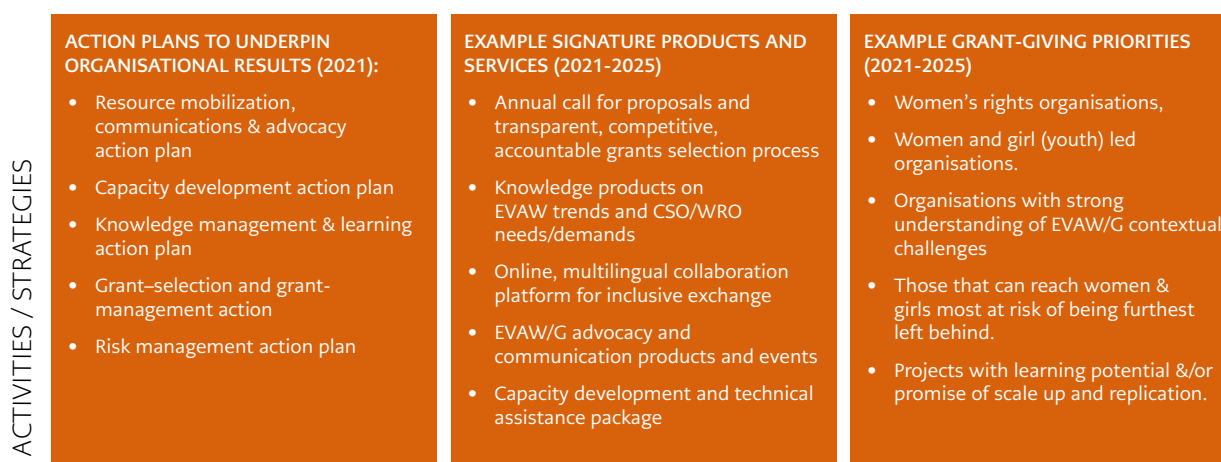 ACTIVITIES / STRATEGIES
ACTION PLANS TO UNDERPIN
ORGANISATIONAL RESULTS (2021):
• Resource mobilization,
communications & advocacy
action plan
• Capacity development action plan
• Knowledge management & learning
action plan
• Grant–selection and grant-
management action
• Risk management action plan
EXAMPLE SIGNATURE PRODUCTS AND
SERVICES (2021-2025)
• Annual call for proposals and
transparent, competitive,
accountable grants selection process
• Knowledge products on
EVAW trends and CSO/WRO
needs/demands
• Online, multilingual collaboration
platform for inclusive exchange
• EVAW/G advocacy and
communication products and events
• Capacity development and technical
assistance package
EXAMPLE GRANT-GIVING PRIORITIES
(2021-2025)
• Women’s rights organisations,
• Women and girl (youth) led
organisations.
• Organisations with strong
understanding of EVAW/G contextual
challenges
• Those that can reach women &
girls most at risk of being furthest
left behind.
• Projects with learning potential &/or
promise of scale up and replication.